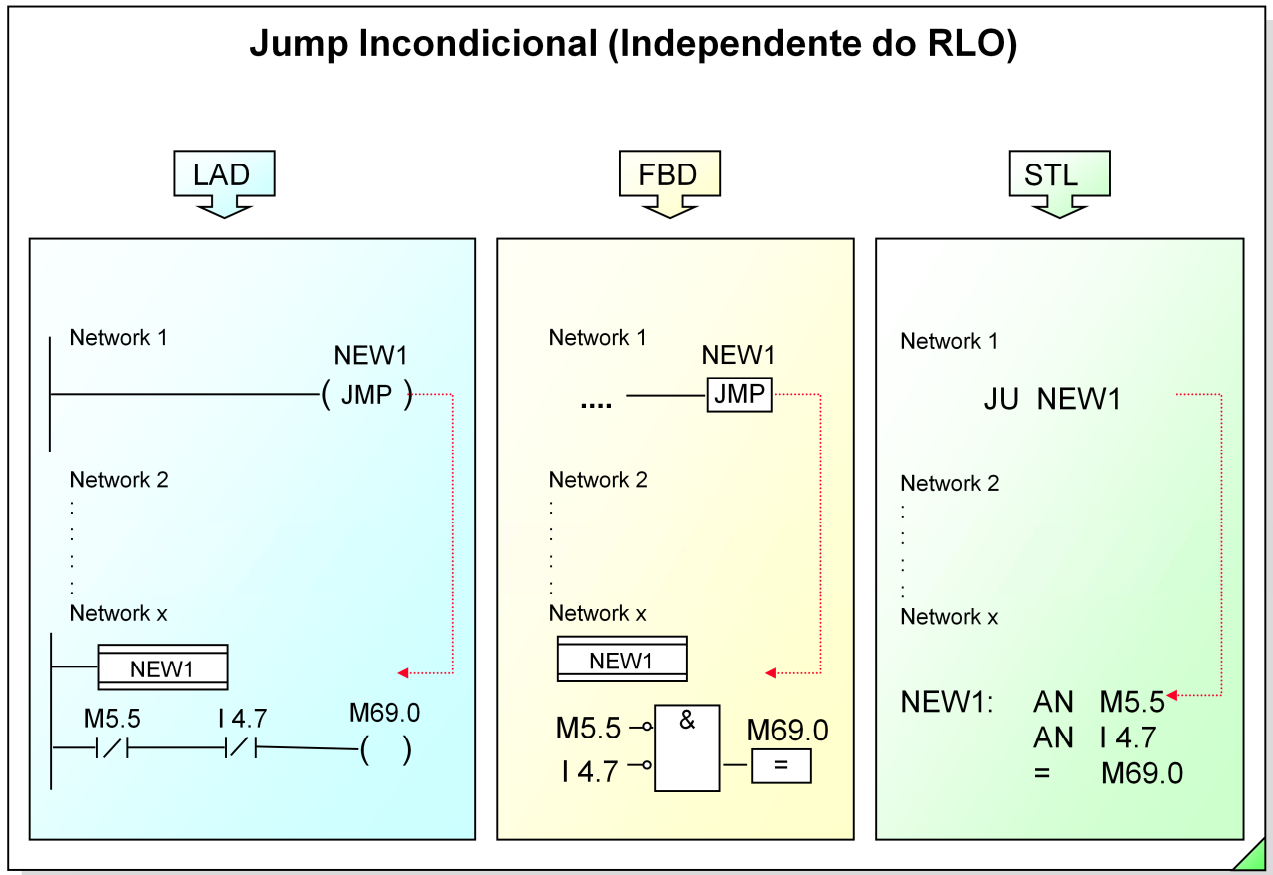 Jump Incondicional (Independente do RLO)
LAD
Network 1
NEW1
( JMP )
Network 2
:
:
:
:
Network x
NEW1
M5.5 I 4.7 M69.0
( )
FBD
Network 1
NEW1
.... JMP
Network 2
:
:
:
:
Network x
NEW1
& 
M5.5 M69.0
I 4.7 =
STL
Network 1
JU NEW1
Network 2
:
:
:
:
Network x
NEW1: AN M5.5
AN I 4.7
= M69.0